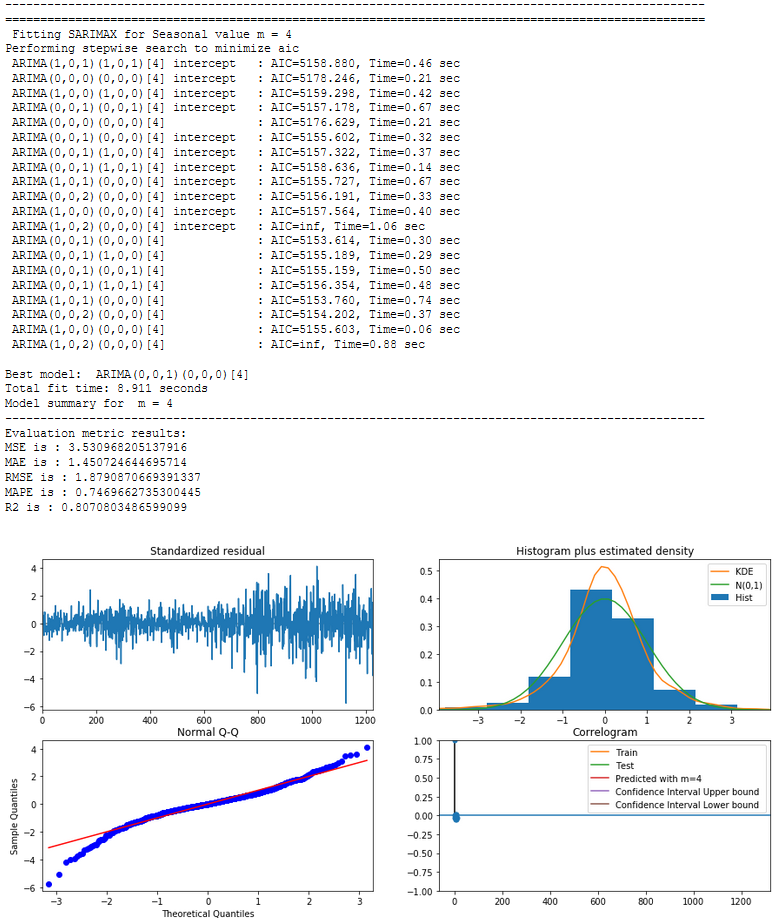 --------------------------------------------------------------------------------------------------
==================================================================================================
Fitting SARIMAX for Seasonal value m = 4
Performing stepwise search to minimize aic
ARIMA(1,0,1)(1,0,1)[4] intercept   : AIC=5158.880, Time=0.46 sec
ARIMA(0,0,0)(0,0,0)[4] intercept   : AIC=5178.246, Time=0.21 sec
ARIMA(1,0,0)(1,0,0)[4] intercept   : AIC=5159.298, Time=0.42 sec
ARIMA(0,0,1)(0,0,1)[4] intercept   : AIC=5157.178, Time=0.67 sec
ARIMA(0,0,0)(0,0,0)[4]             : AIC=5176.629, Time=0.21 sec
ARIMA(0,0,1)(0,0,0)[4] intercept   : AIC=5155.602, Time=0.32 sec
ARIMA(0,0,1)(1,0,0)[4] intercept   : AIC=5157.322, Time=0.37 sec
ARIMA(0,0,1)(1,0,1)[4] intercept   : AIC=5158.636, Time=0.14 sec
ARIMA(1,0,1)(0,0,0)[4] intercept   : AIC=5155.727, Time=0.67 sec
ARIMA(0,0,2)(0,0,0)[4] intercept   : AIC=5156.191, Time=0.33 sec
ARIMA(1,0,0)(0,0,0)[4] intercept   : AIC=5157.564, Time=0.40 sec
ARIMA(1,0,2)(0,0,0)[4] intercept   : AIC=inf, Time=1.06 sec
ARIMA(0,0,1)(0,0,0)[4]             : AIC=5153.614, Time=0.30 sec
ARIMA(0,0,1)(1,0,0)[4]             : AIC=5155.189, Time=0.29 sec
ARIMA(0,0,1)(0,0,1)[4]             : AIC=5155.159, Time=0.50 sec
ARIMA(0,0,1)(1,0,1)[4]             : AIC=5156.354, Time=0.48 sec
ARIMA(1,0,1)(0,0,0)[4]             : AIC=5153.760, Time=0.74 sec
ARIMA(0,0,2)(0,0,0)[4]             : AIC=5154.202, Time=0.37 sec
ARIMA(1,0,0)(0,0,0)[4]             : AIC=5155.603, Time=0.06 sec
ARIMA(1,0,2)(0,0,0)[4]             : AIC=inf, Time=0.88 sec
Best model:  ARIMA(0,0,1)(0,0,0)[4]
Total fit time: 8.911 seconds
Model summary for  m = 4
--------------------------------------------------------------------------------------------------
Evaluation metric results:
MSE is : 3.530968205137916
MAE is : 1.450724644695714
RMSE is : 1.8790870669391337
MAPE is : 0.7469662735300445
R2 is : 0.8070803486599099
Standardized residual
4
2
0
−2
−4
−6
0 200 400 600 800 1000 1200
Histogram plus estimated density
KDE
N(0,1)
Hist
0.5
0.4
0.3
0.2
0.1
0.0
−3 −2 −1 0 1 2 3
Normal Q-Q
Sample Quantiles
4
2
0
−2
−4
−6
−3 −2 −1 0 1 2 3
Theoretical Quantiles
Correlogram
Train
Test
Predicted with m=4
Confidence Interval Upper bound
Confidence Interval Lower bound
1.00
0.75
0.50
0.25
0.00
−0.25
−0.50
−0.75
−1.00
0 200 400 600 800 1000 1200